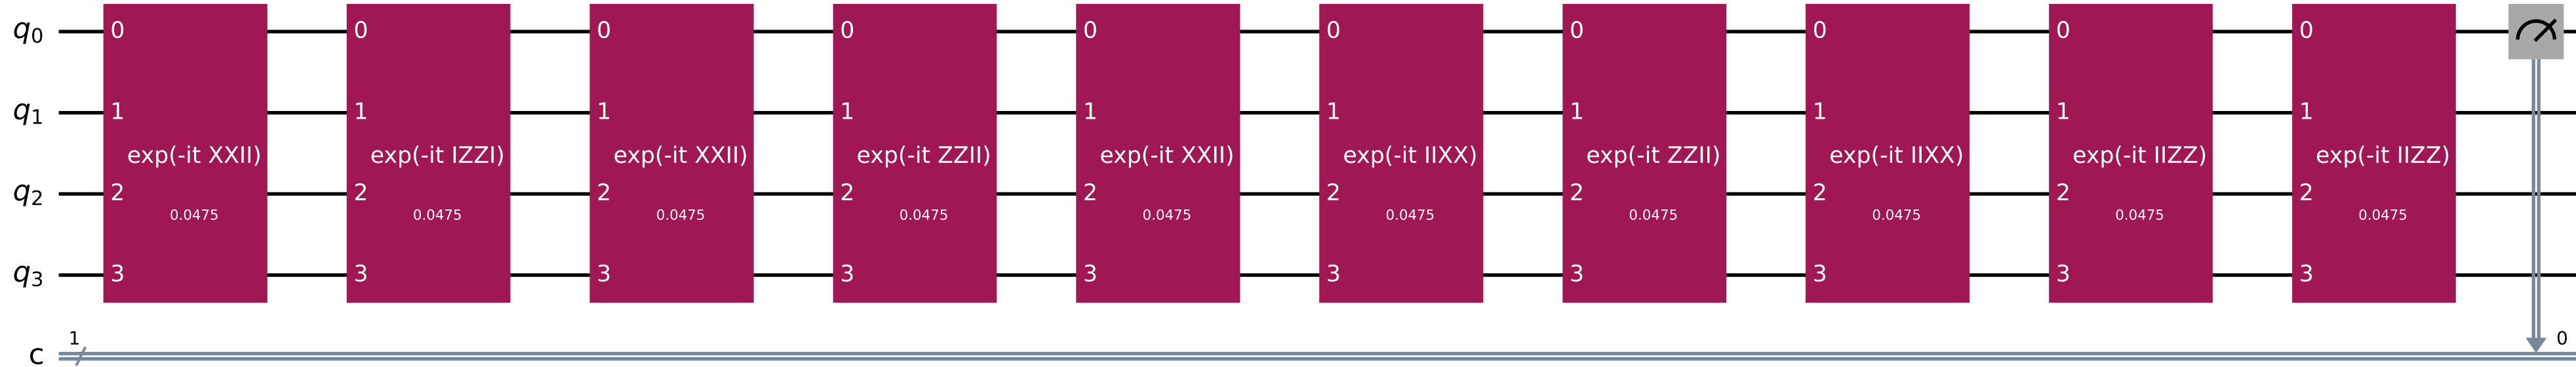 q0 0 0 0 0 0 0 0 0 0 0
q1 1 1 1 1 1 1 1 1 1 1
exp(-it XXII) exp(-it IZZI) exp(-it XXII) exp(-it ZZII) exp(-it XXII) exp(-it IIXX) exp(-it ZZII) exp(-it IIXX) exp(-it IIZZ) exp(-it IIZZ)
q2 2 2 2 2 2 2 2 2 2 2
0.0475 0.0475 0.0475 0.0475 0.0475 0.0475 0.0475 0.0475 0.0475 0.0475
q3 3 3 3 3 3 3 3 3 3 3
1 0
c